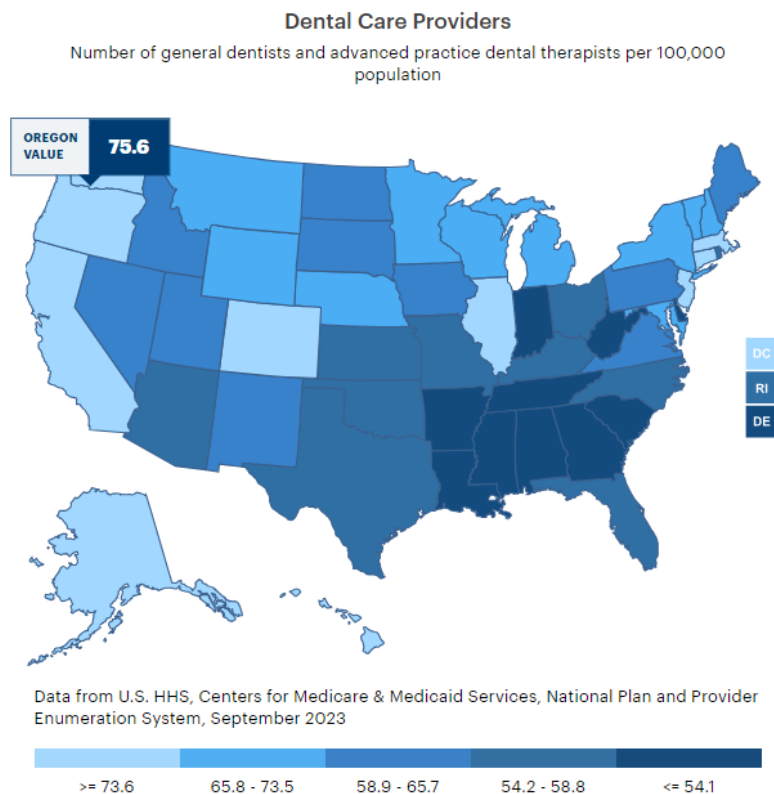 Dental Care Providers
Number of general dentists and advanced practice dental therapists per 100,000
population
OREGON
VALUE
75.6
DC
RI
DE
Data from U.S. HHS, Centers for Medicare & Medicaid Services, National Plan and Provider
Enumeration System, September 2023
>= 73.6
65.8 - 73.5
58.9 - 65.7
54.2 - 58.8
<= 54.1